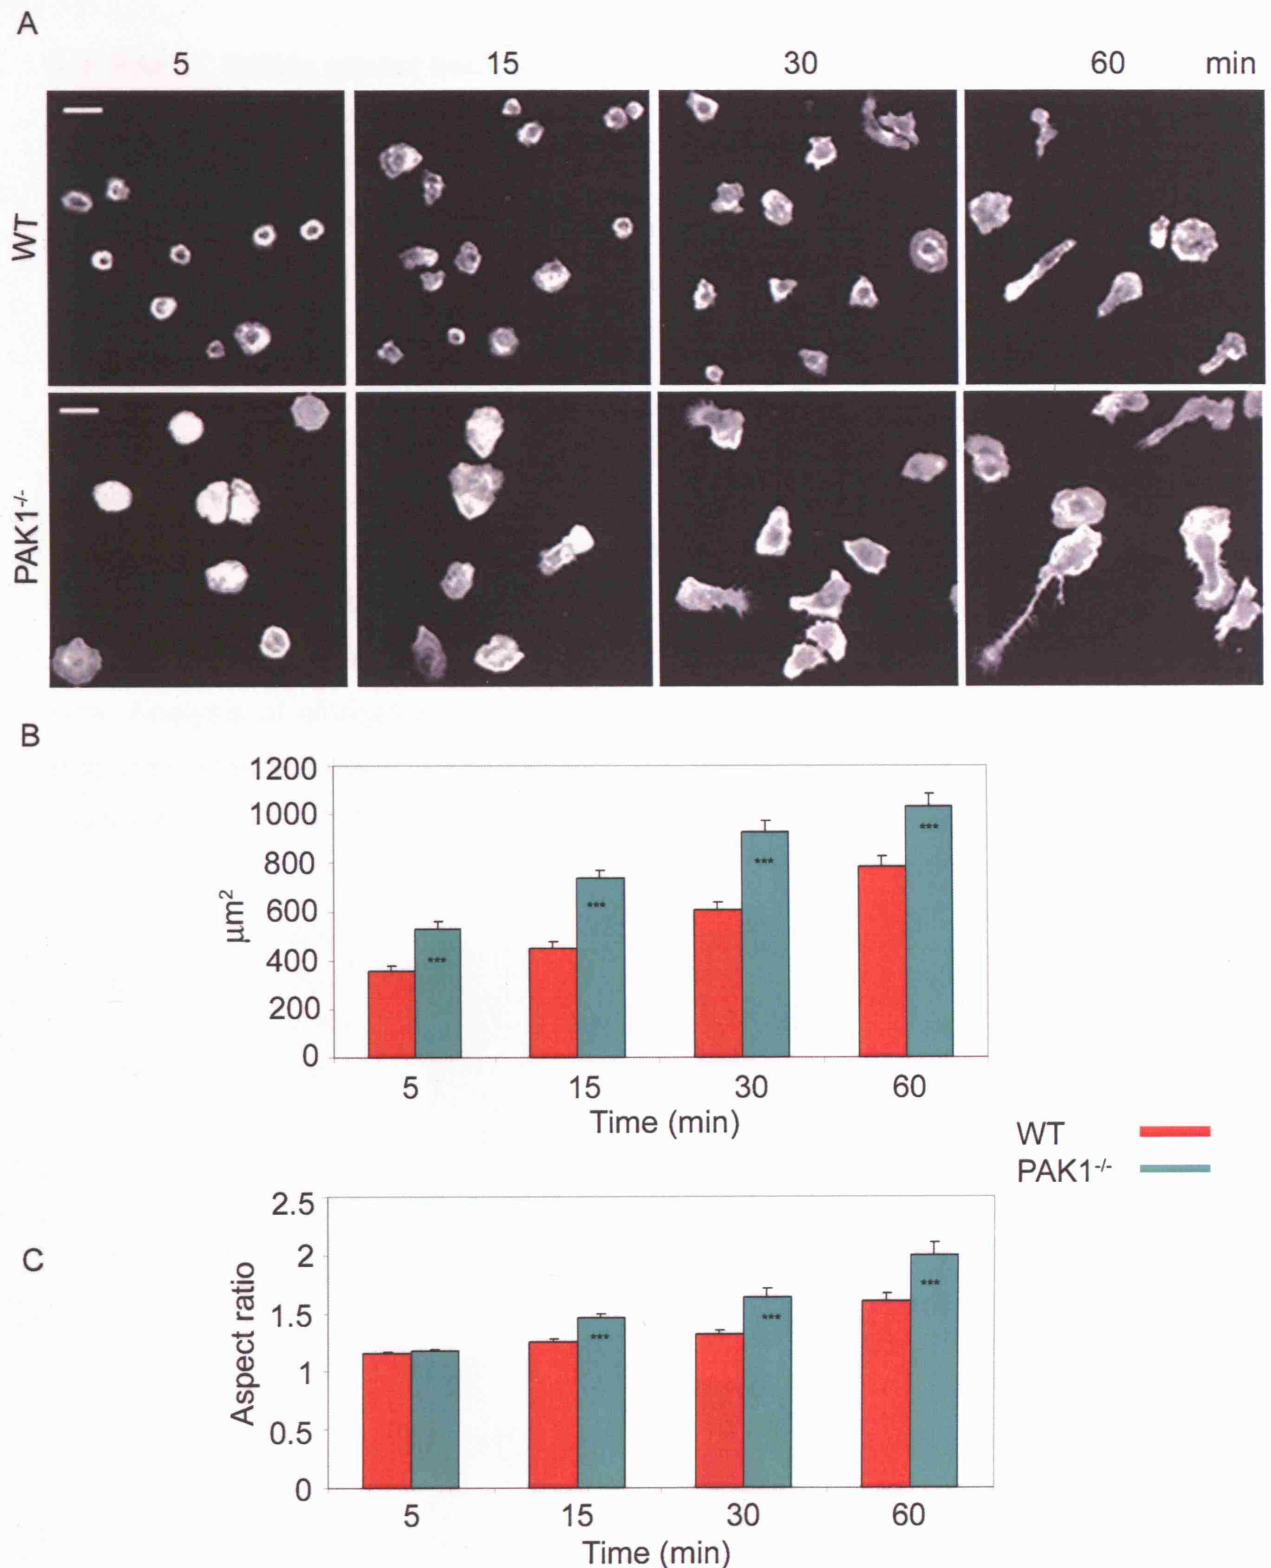 A
5 15 30 60 min
WT
PAK1-/-
B
1200
1000
800
600
400
200
0
µm²
*** *** *** ***
5 15 30 60
Time (min)
WT
PAK1-/-
C
2.5
2
1.5
1
0.5
0
Aspect ratio
*** *** ***
5 15 30 60
Time (min)